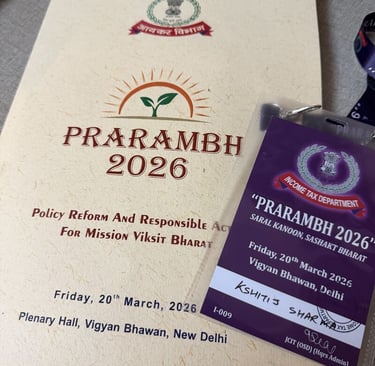 आयकर विभाग
PRARAMBH
2026
Policy Reform And Responsible
For Mission Viksit Bharat
Friday, 20th March, 2026
Plenary Hall, Vigyan Bhawan, New Delhi
INCOME TAX DEPARTMENT
"PRARAMBH 2026"
SARAL KANOON, SASHAKT BHARAT
Friday, 20th March 2026
Vigyan Bhawan, Delhi
KSHITIJ SHARMA
I-009
JCIT (OSD) (Hqrs Admin)